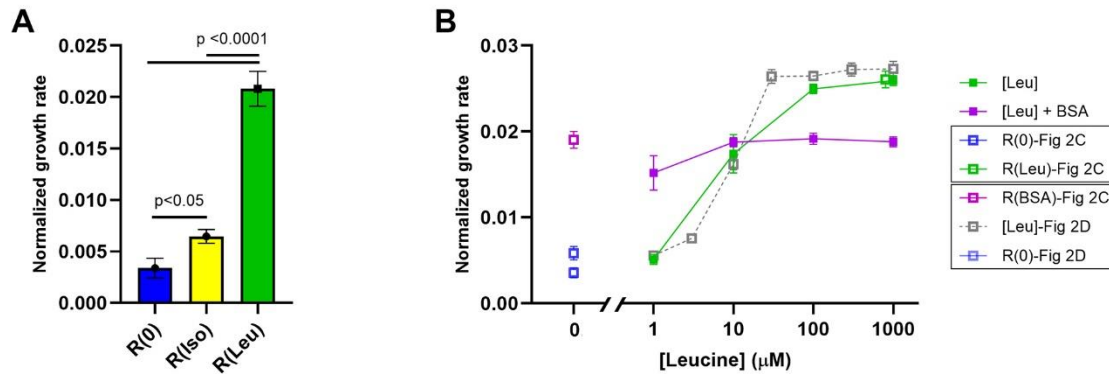 A
Normalized growth rate
0.025
0.020
0.015
0.010
0.005
0.000
p <0.0001
p<0.05
R(0)
R(Iso)
R(Leu)
B
Normalized growth rate
0.03
0.02
0.01
0.00
0
1
10
100
1000
[Leucine] (μM)
[Leu]
[Leu] + BSA
R(0)-Fig 2C
R(Leu)-Fig 2C
R(BSA)-Fig 2C
[Leu]-Fig 2D
R(0)-Fig 2D